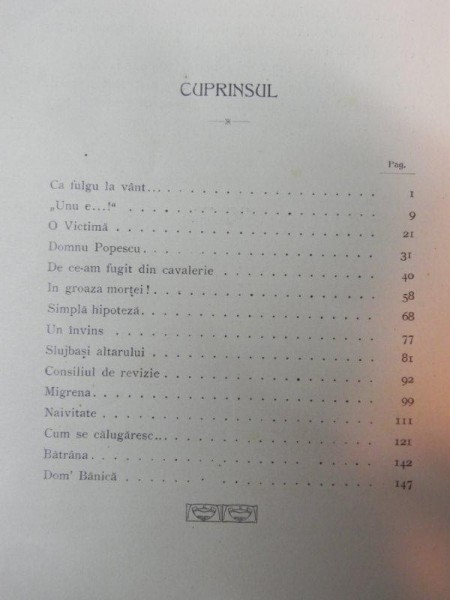 CUPRINSUL
Pag.
Ca fulgu la vânt... 1
„Unu e...!“ 9
O Victimă 21
Domnu Popescu 31
De ce-am fugit din cavalerie 40
In groaza morței! 58
Simplă hipoteză 68
Un învins 77
Slujbași altarului 81
Consiliul de revizie 92
Migrena 99
Naivitate 111
Cum se călugăresc... 121
Bătrâna 142
Dom' Bănică 147